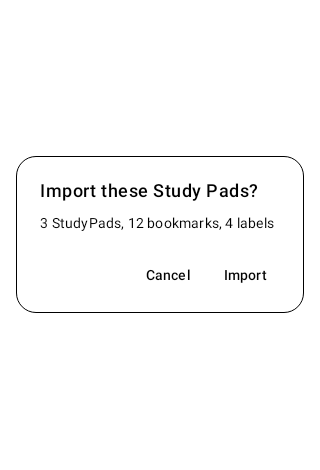 Import these Study Pads?
3 StudyPads, 12 bookmarks, 4 labels
Cancel Import